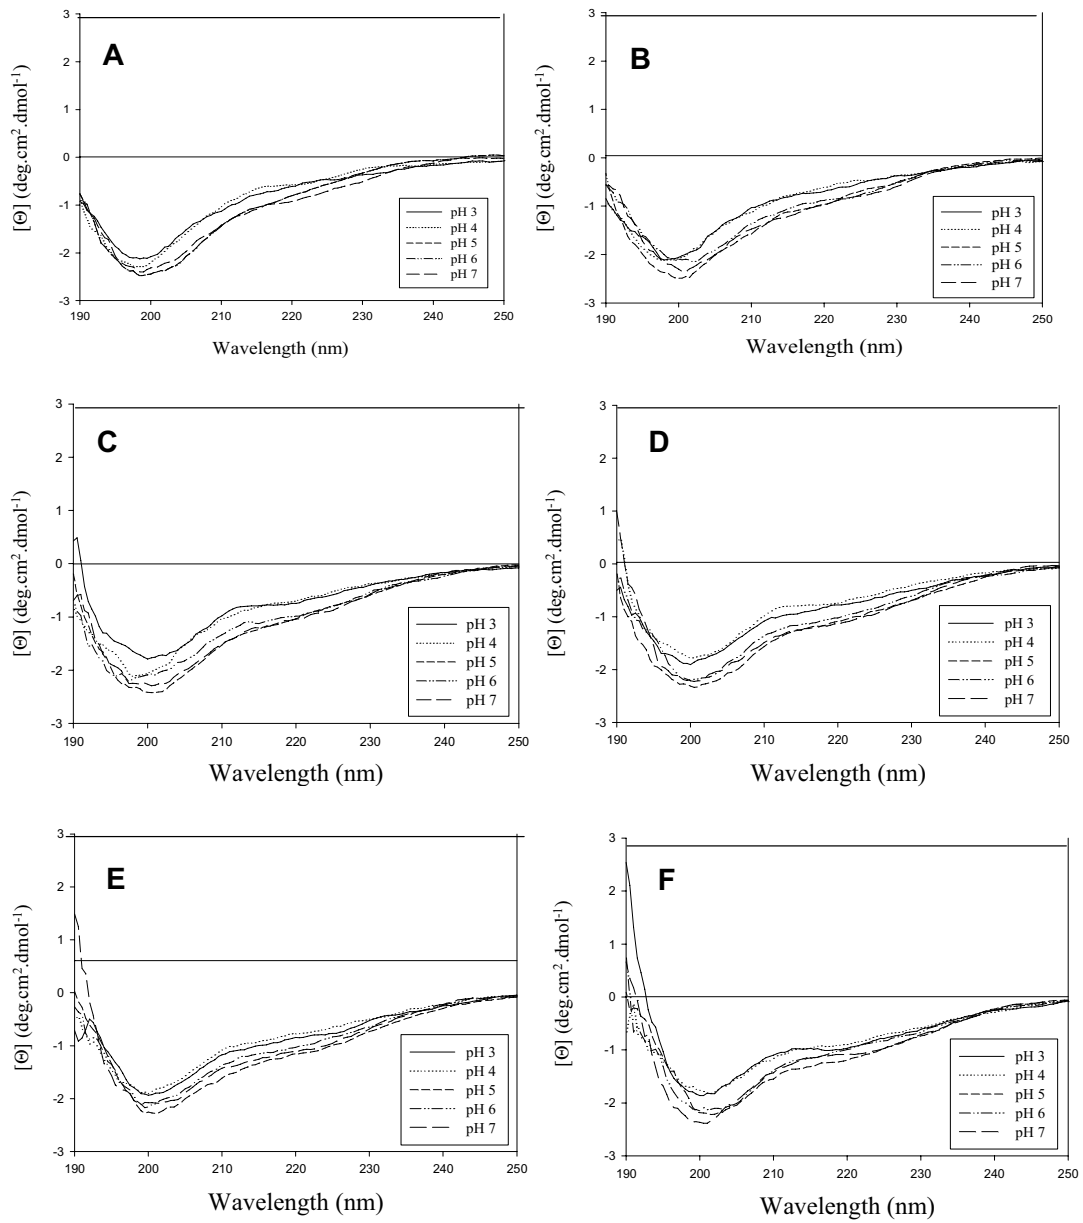 A
[Θ] (deg.cm².dmol⁻¹)
3
2
1
0
-1
-2
-3
pH 3
pH 4
pH 5
pH 6
pH 7
190 200 210 220 230 240 250
Wavelength (nm)
B
[Θ] (deg.cm².dmol⁻¹)
3
2
1
0
-1
-2
-3
pH 3
pH 4
pH 5
pH 6
pH 7
190 200 210 220 230 240 250
Wavelength (nm)
C
[Θ] (deg.cm².dmol⁻¹)
3
2
1
0
-1
-2
-3
pH 3
pH 4
pH 5
pH 6
pH 7
190 200 210 220 230 240 250
Wavelength (nm)
D
[Θ] (deg.cm².dmol⁻¹)
3
2
1
0
-1
-2
-3
pH 3
pH 4
pH 5
pH 6
pH 7
190 200 210 220 230 240 250
Wavelength (nm)
E
[Θ] (deg.cm².dmol⁻¹)
3
2
1
0
-1
-2
-3
pH 3
pH 4
pH 5
pH 6
pH 7
190 200 210 220 230 240 250
Wavelength (nm)
F
[Θ] (deg.cm².dmol⁻¹)
3
2
1
0
-1
-2
-3
pH 3
pH 4
pH 5
pH 6
pH 7
190 200 210 220 230 240 250
Wavelength (nm)